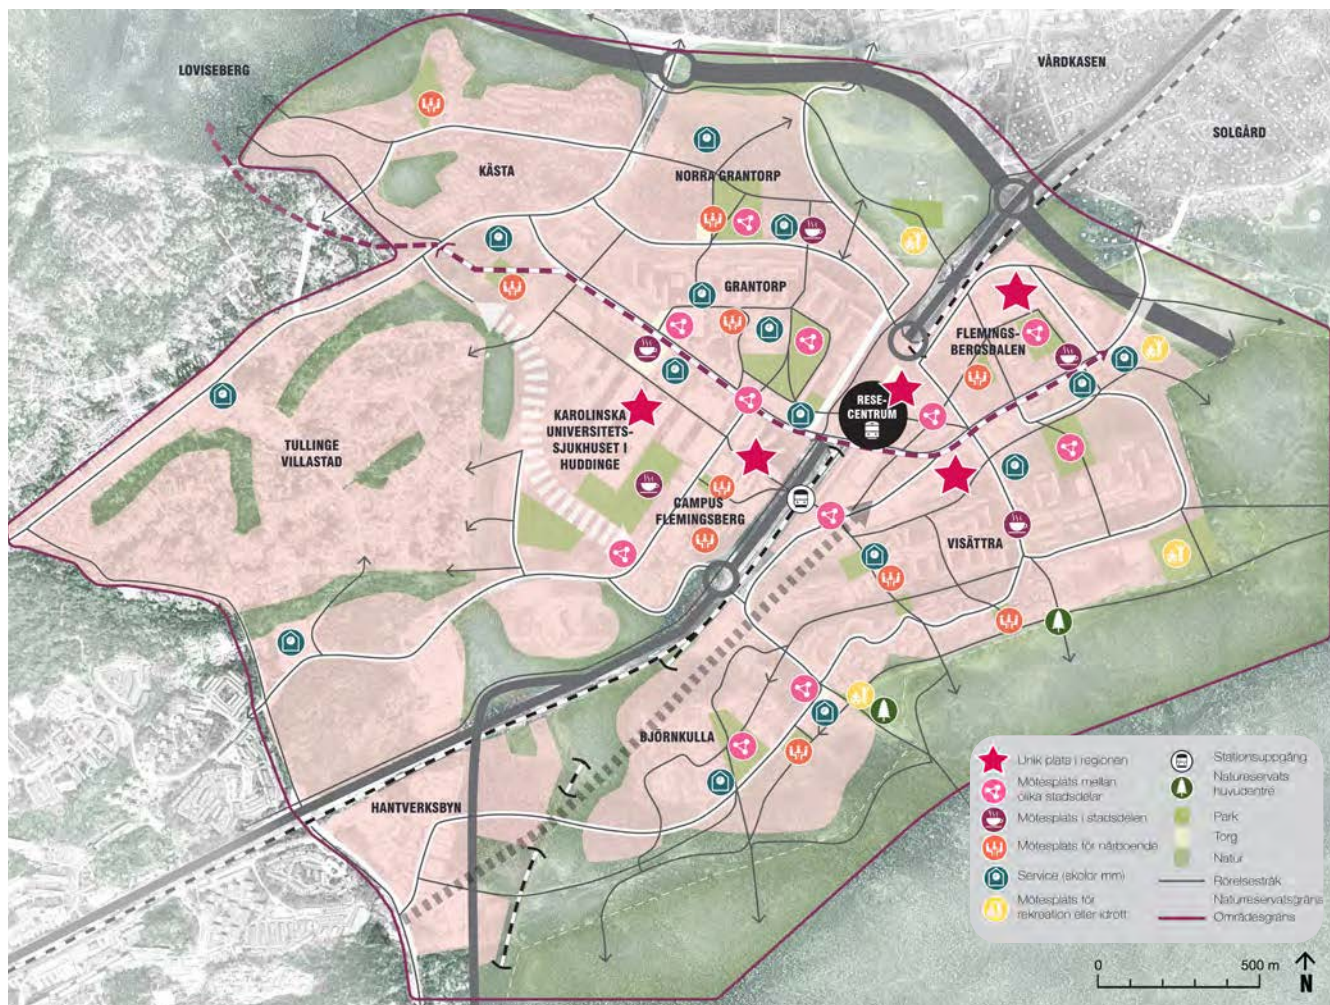 LOVISEBERG
VÅRDKASEN
SOLGÅRD
KÄSTA
NORRA GRANTORP
GRANTORP
FLEMINGS-
BERGSDALEN
RESE-
CENTRUM
KAROLINSKA
UNIVERSITETS-
SJUKHUSET I
HUDDINGE
TULLINGE
VILLASTAD
CAMPUS
FLEMINGSBERG
VISÄTTRA
BJÖRNKULLA
HANTVERKSBYN
Unik plats i regionen
Mötesplats mellan
olika stadsdelar
Mötesplats i stadsdelen
Mötesplats för närboende
Service (skolor mm)
Mötesplats för
rekreation eller idrott
Stationsuppgång
Naturreservats
huvudentré
Park
Torg
Natur
Rörelsestråk
Naturreservatsgräns
Områdesgräns
0 500 m
N